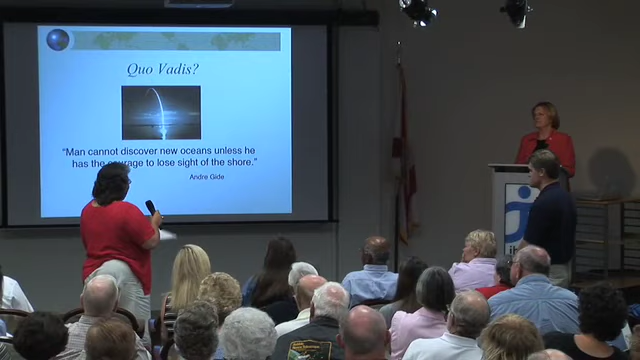 Quo Vadis?
“Man cannot discover new oceans unless he
has the courage to lose sight of the shore.”
Andre Gide